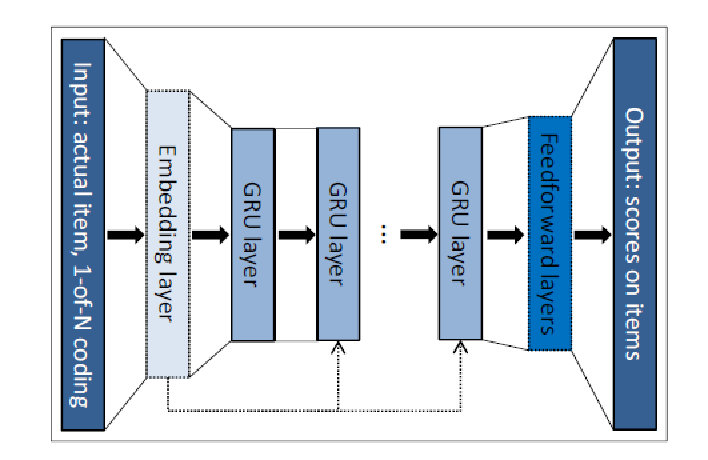 Input: actual item, 1-of-N coding
Embedding layer
GRU layer
GRU layer
...
GRU layer
Feedforward layers
Output: scores on items